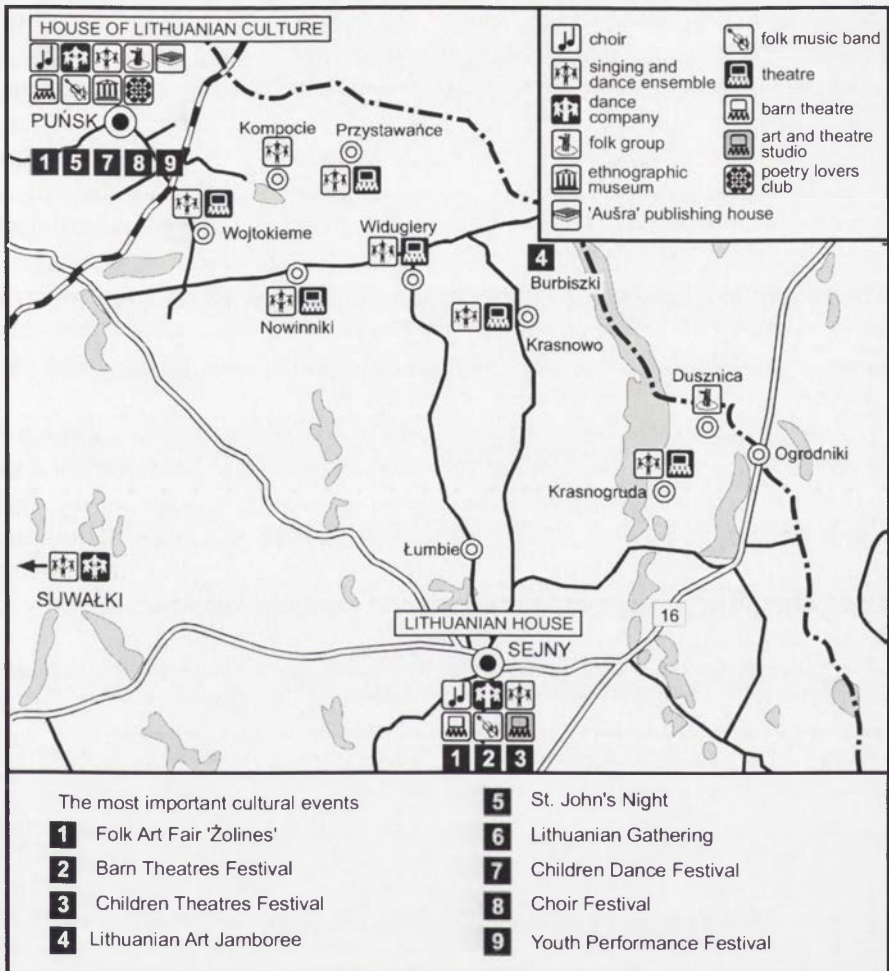 HOUSE OF LITHUANIAN CULTURE
PUŃSK
1 5 7 8 9
Kompocie
Przystawańce
Wojtokieme
Widugiery
Nowinniki
4
Burbiszki
Krasnowo
Dusznica
Ogrodniki
Krasnogruda
Łumbie
SUWAŁKI
16
LITHUANIAN HOUSE
SEJNY
1 2 3
choir
singing and
dance ensemble
dance
company
folk group
ethnographic
museum
'Aušra' publishing house
folk music band
theatre
barn theatre
art and theatre
studio
poetry lovers
club
The most important cultural events
1 Folk Art Fair 'Żolines'
2 Barn Theatres Festival
3 Children Theatres Festival
4 Lithuanian Art Jamboree
5 St. John's Night
6 Lithuanian Gathering
7 Children Dance Festival
8 Choir Festival
9 Youth Performance Festival